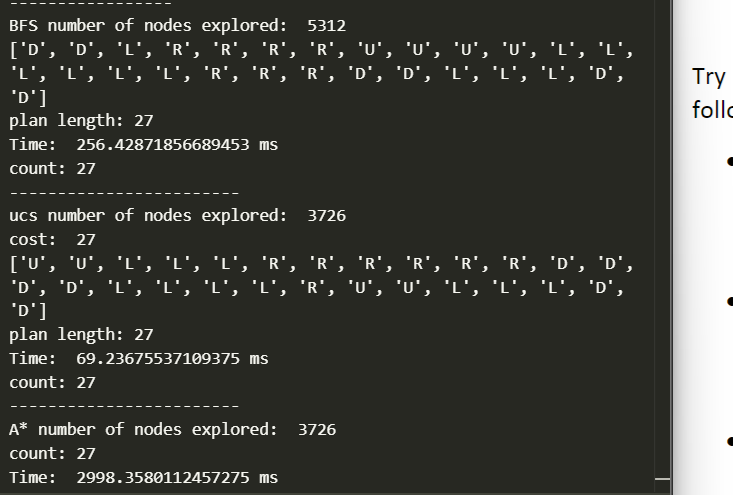 ------------------
BFS number of nodes explored:  5312
['D', 'D', 'L', 'R', 'R', 'R', 'R', 'U', 'U', 'U', 'U', 'L', 'L',
'L', 'L', 'L', 'L', 'R', 'R', 'R', 'D', 'D', 'L', 'L', 'L', 'D',
'D']
plan length: 27
Time:  256.42871856689453 ms
count: 27
------------------------
ucs number of nodes explored:  3726
cost:  27
['U', 'U', 'L', 'L', 'L', 'R', 'R', 'R', 'R', 'R', 'R', 'D', 'D',
'D', 'D', 'L', 'L', 'L', 'L', 'R', 'U', 'U', 'L', 'L', 'L', 'D',
'D']
plan length: 27
Time:  69.23675537109375 ms
count: 27
------------------------
A* number of nodes explored:  3726
count: 27
Time:  2998.3580112457275 ms
Try